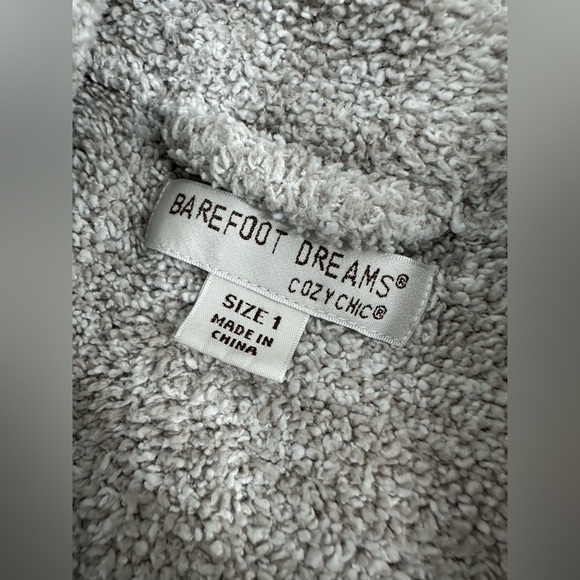 BAREFOOT DREAMS®
COZY CHIC®
SIZE 1
MADE IN
CHINA